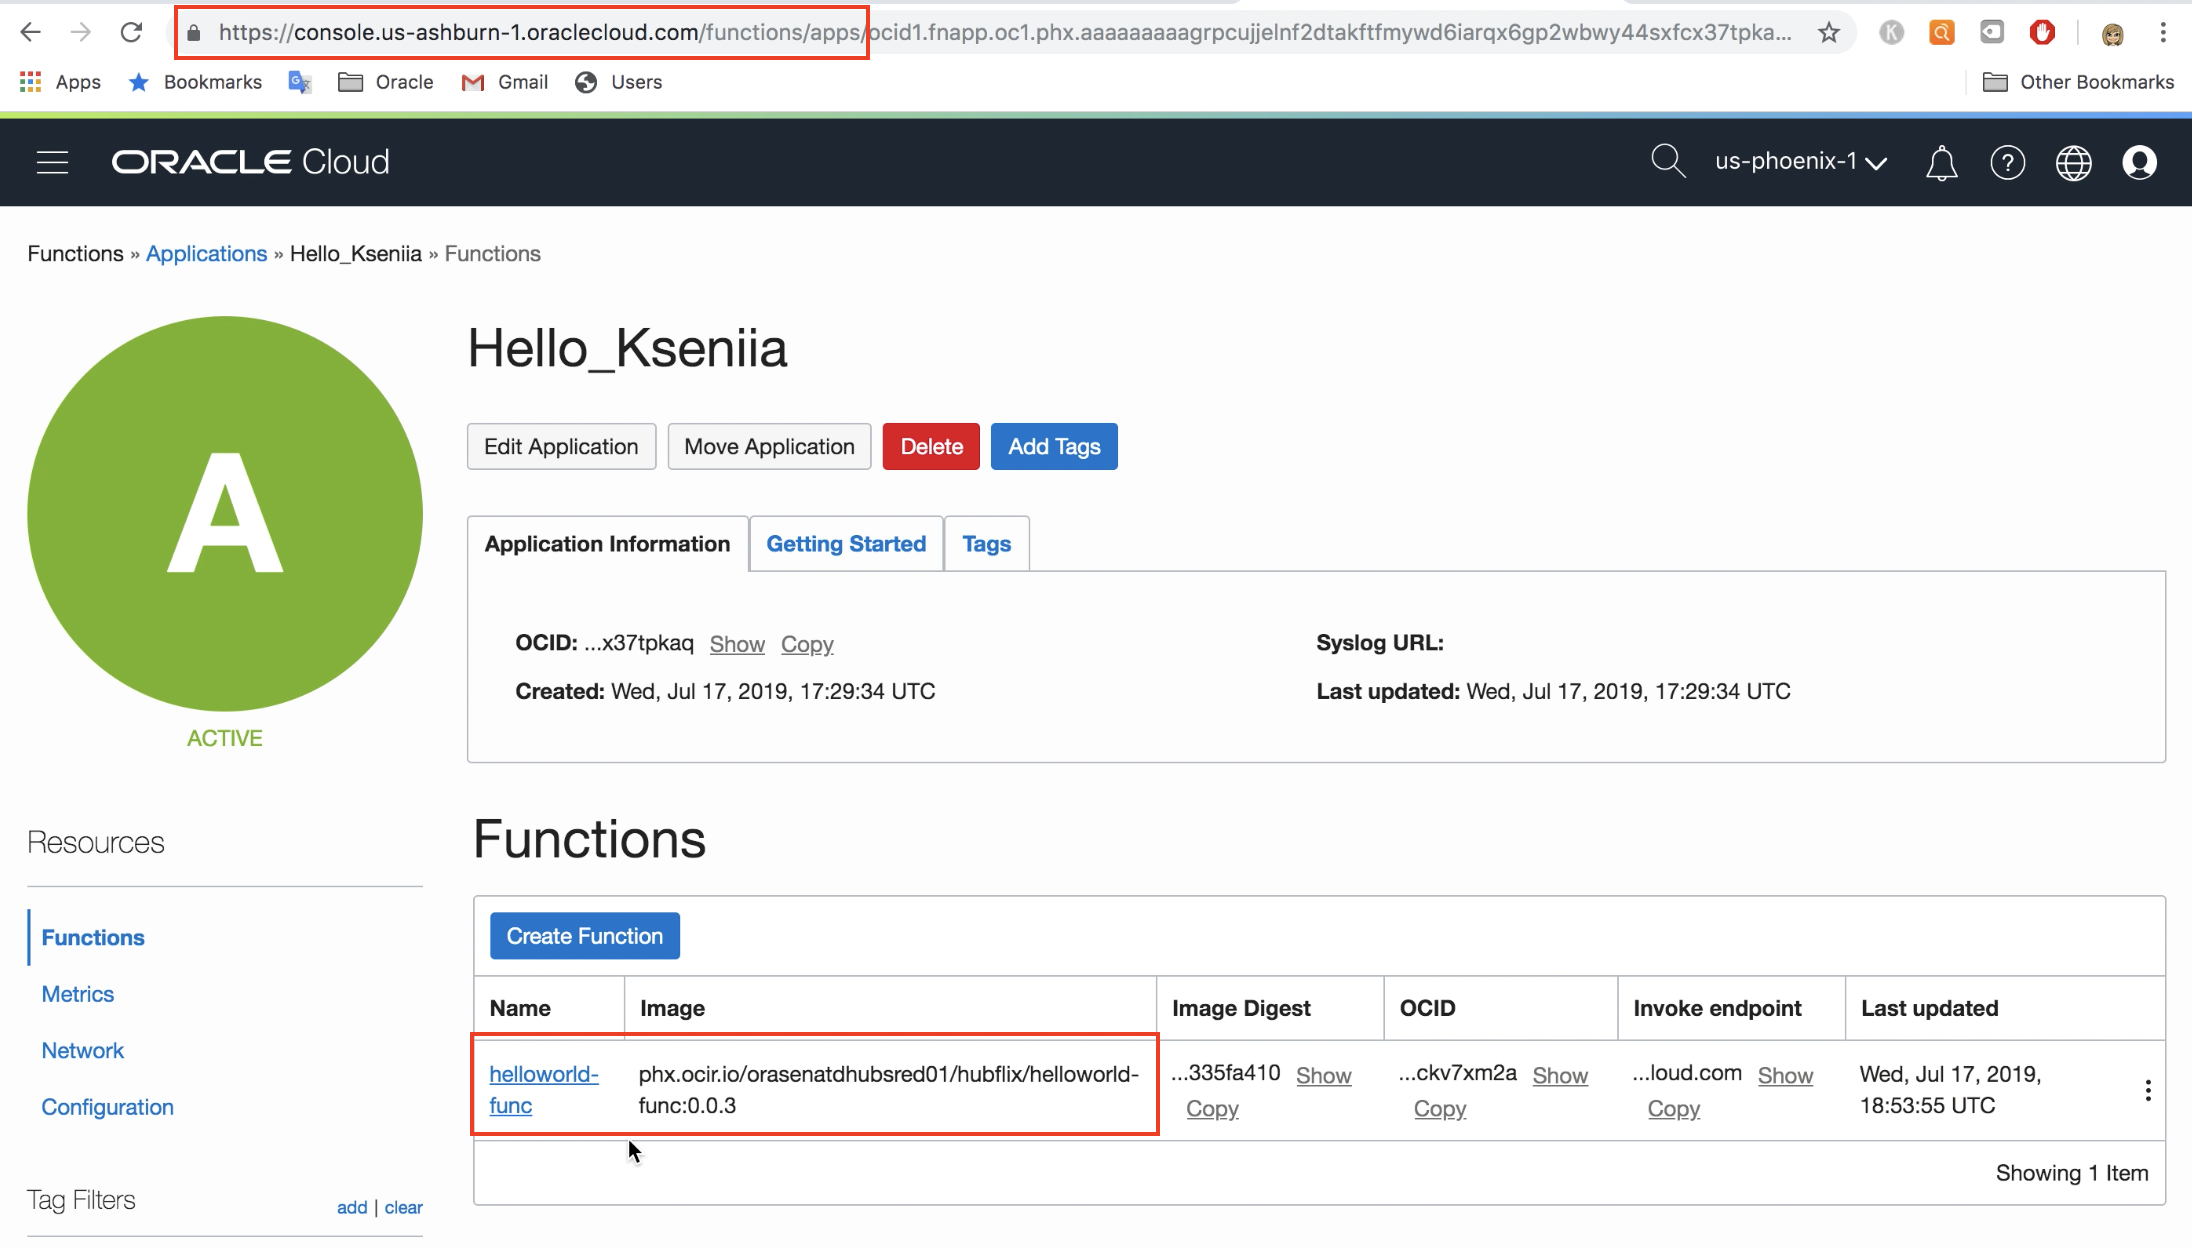 https://console.us-ashburn-1.oraclecloud.com/functions/apps/ocid1.fnapp.oc1.phx.aaaaaaaaagrpcujjelnf2dtakftfmywd6iarqx6gp2wbwy44sxfcx37tpka...
K
Apps Bookmarks Oracle Gmail Users Other Bookmarks
ORACLE Cloud us-phoenix-1 ?
Functions » Applications » Hello_Kseniia » Functions
A
ACTIVE
Hello_Kseniia
Edit Application Move Application Delete Add Tags
Application Information Getting Started Tags
OCID: ...x37tpkaq Show Copy Syslog URL:
Created: Wed, Jul 17, 2019, 17:29:34 UTC Last updated: Wed, Jul 17, 2019, 17:29:34 UTC
Resources
Functions
Metrics
Network
Configuration
Tag Filters add | clear
Functions
Create Function
Name Image Image Digest OCID Invoke endpoint Last updated
helloworld- phx.ocir.io/orasenatdhubsred01/hubflix/helloworld- ...335fa410 Show ...ckv7xm2a Show ...loud.com Show Wed, Jul 17, 2019,
func func:0.0.3 Copy Copy Copy 18:53:55 UTC
Showing 1 Item